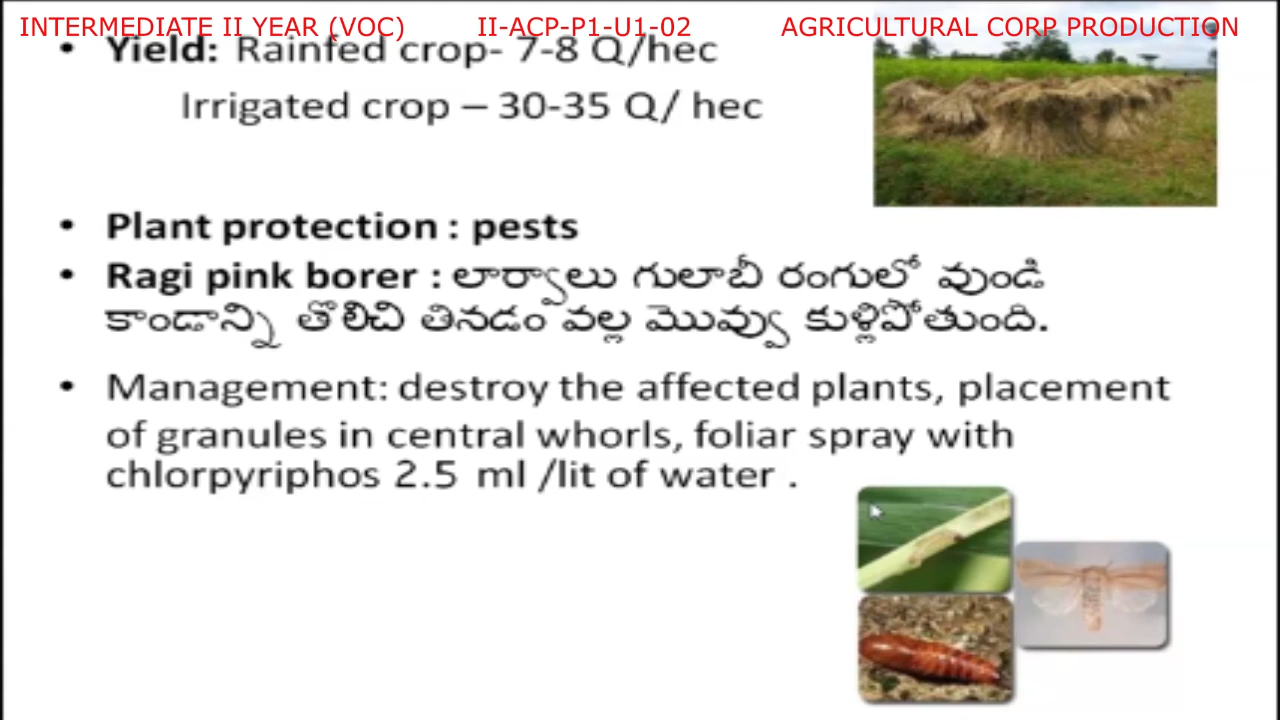 INTERMEDIATE II YEAR (VOC) II-ACP-P1-U1-02 AGRICULTURAL CORP PRODUCTION
• Yield: Rainfed crop- 7-8 Q/hec
Irrigated crop – 30-35 Q/ hec
• Plant protection : pests
• Ragi pink borer : లార్వాలు గులాబీ రంగులో వుండి
కాండాన్ని తొలిచి తినడం వల్ల మొవ్వు కుళ్లిపోతుంది.
• Management: destroy the affected plants, placement
of granules in central whorls, foliar spray with
chlorpyriphos 2.5 ml /lit of water .